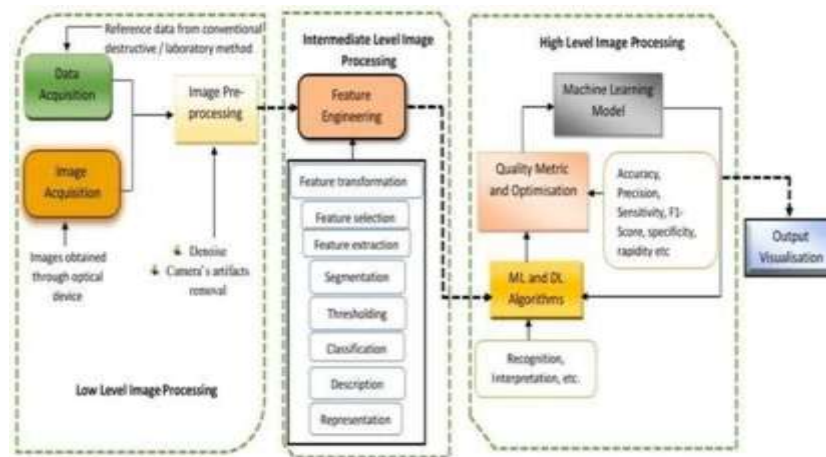 Reference data from conventional
destructive / laboratory method
Data
Acquisition
Image
Acquisition
Images obtained
through optical
device
Image Pre-
processing
Denoise
Camera's artifacts
removal
Low Level Image Processing
Intermediate Level Image
Processing
Feature
Engineering
Feature transformation
Feature selection
Feature extraction
Segmentation
Thresholding
Classification
Description
Representation
High Level Image Processing
Machine Learning
Model
Quality Metric
and Optimisation
Accuracy,
Precision,
Sensitivity, F1-
Score, specificity,
rapidity etc
ML and DL
Algorithms
Recognition,
Interpretation, etc.
Output
Visualisation